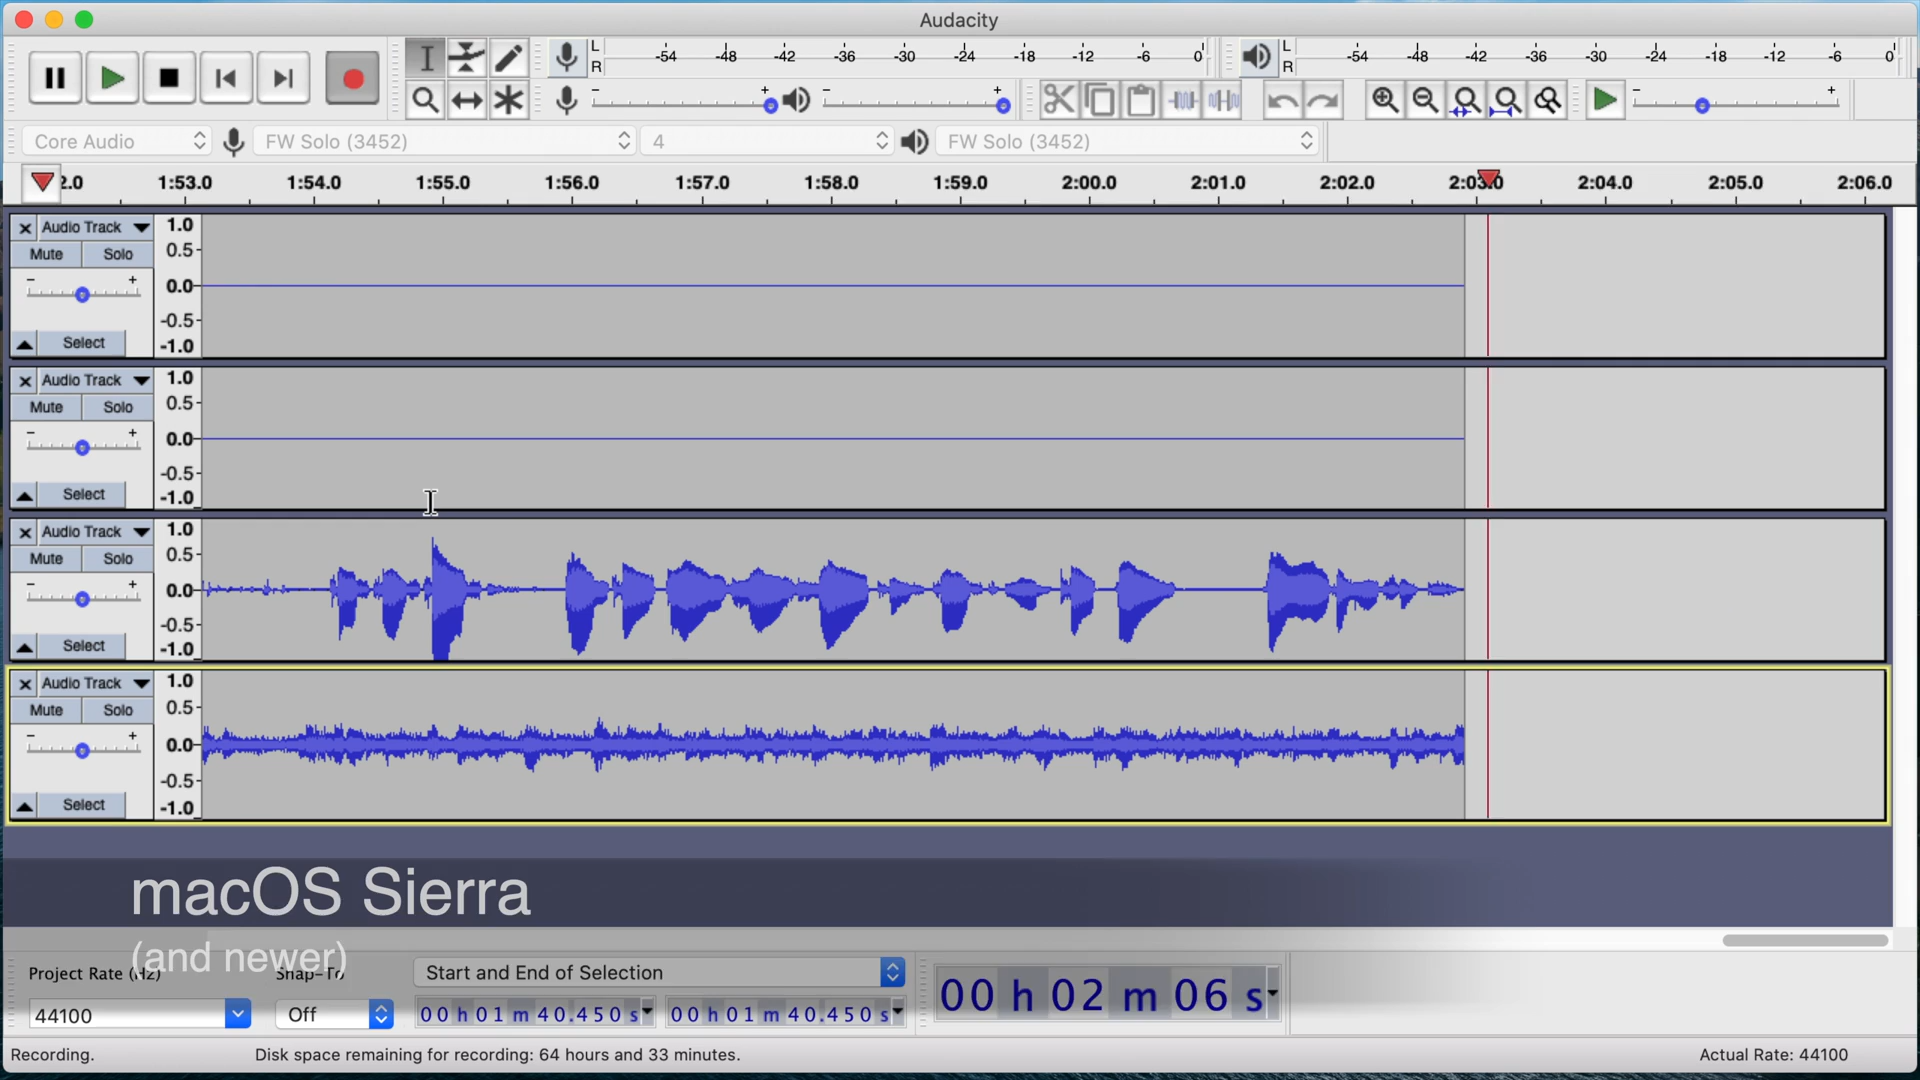 Audacity
L
R
-54 -48 -42 -36 -30 -24 -18 -12 -6 0
L
R
-54 -48 -42 -36 -30 -24 -18 -12 -6 0
- +
- +
- +
Core Audio
FW Solo (3452)
4
FW Solo (3452)
2.0 1:53.0 1:54.0 1:55.0 1:56.0 1:57.0 1:58.0 1:59.0 2:00.0 2:01.0 2:02.0 2:03.0 2:04.0 2:05.0 2:06.0
Audio Track
Mute Solo
- +
Select
1.0
0.5
0.0
-0.5
-1.0
Audio Track
Mute Solo
- +
Select
1.0
0.5
0.0
-0.5
-1.0
Audio Track
Mute Solo
- +
Select
1.0
0.5
0.0
-0.5
-1.0
Audio Track
Mute Solo
- +
Select
1.0
0.5
0.0
-0.5
-1.0
macOS Sierra
(and newer)
Project Rate (Hz)
Snap-To
Start and End of Selection
44100
Off
00 h 01 m 40.450 s
00 h 01 m 40.450 s
00 h 02 m 06 s
Recording.
Disk space remaining for recording: 64 hours and 33 minutes.
Actual Rate: 44100